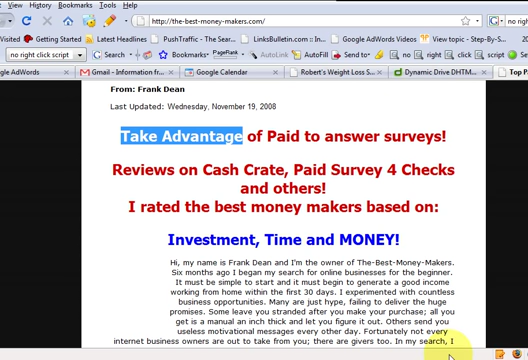 View History Bookmarks Tools Help
http://the-best-money-makers.com/
Visited Getting Started Latest Headlines PushTraffic.com LinksBulletin.com Google AdWords Videos View topic - Step-By-
no right click script Search Bookmarks PageRank AutoLink AutoFill Send to no right click script
gle AdWords Gmail - Information from Google Calendar Robert's Weight Loss Dynamic Drive DHTM Top Pa
From: Frank Dean
Last Updated: Wednesday, November 19, 2008
Take Advantage of Paid to answer surveys!
Reviews on Cash Crate, Paid Survey 4 Checks
and others!
I rated the best money makers based on:
Investment, Time and MONEY!
Hi, my name is Frank Dean and I'm the owner of The-Best-Money-Makers.
Six months ago I began my search for online businesses for the beginner.
It must be simple to start and it must begin to generate a good income
working from home within the first 30 days. I experimented with countless
business opportunities. Many are just hype, failing to deliver the huge
promises. Some leave you stranded after you make your purchase; all you
get is a manual an inch thick and let you figure it out. Others send you
useless motivational messages every other day. Fortunately not every
internet business owners are out to take from you; there are givers too. In my search, I